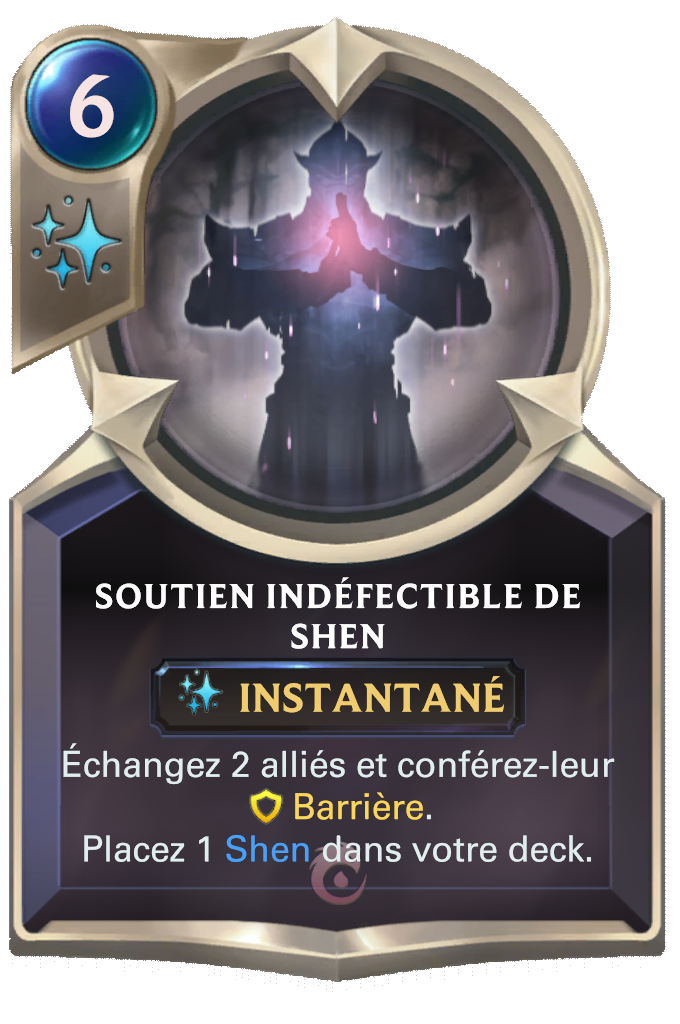 6
SOUTIEN INDÉFECTIBLE DE
SHEN
INSTANTANÉ
Échangez 2 alliés et conférez-leur
Barrière.
Placez 1 Shen dans votre deck.